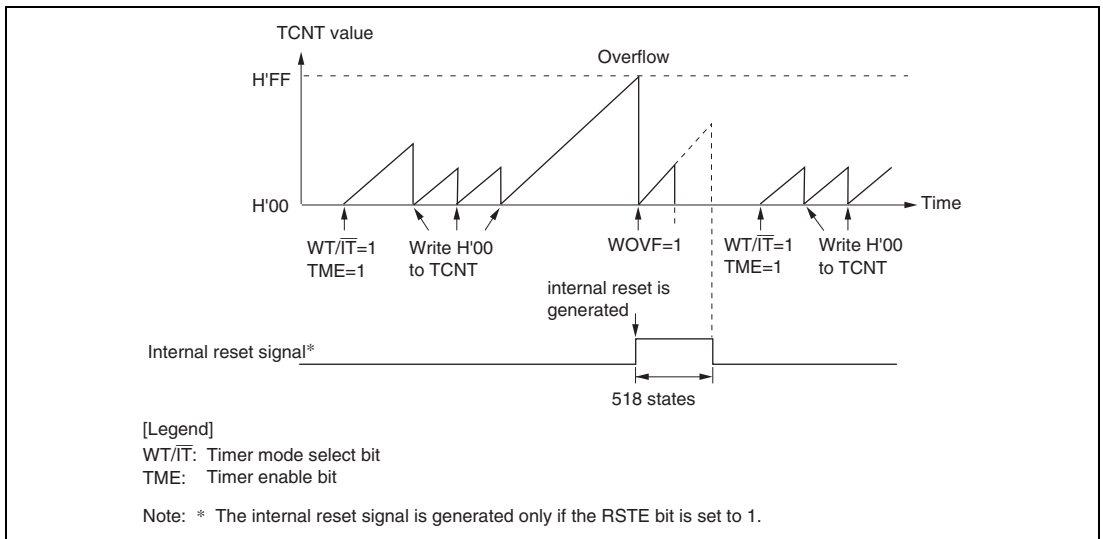 TCNT value
Overflow
H'FF
H'00
Time
WT/IT=1
TME=1
Write H'00
to TCNT
WOVF=1
WT/IT=1
TME=1
Write H'00
to TCNT
internal reset is
generated
Internal reset signal*
518 states
[Legend]
WT/IT: Timer mode select bit
TME: Timer enable bit
Note: * The internal reset signal is generated only if the RSTE bit is set to 1.